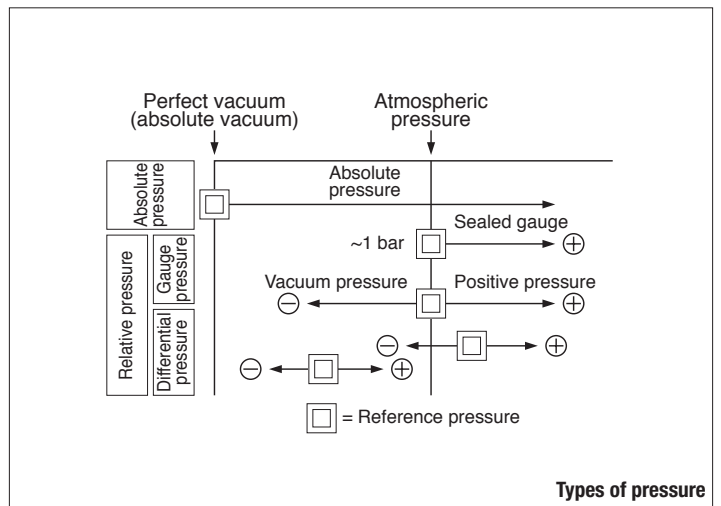 Perfect vacuum
(absolute vacuum)
Atmospheric
pressure
Absolute
pressure
Absolute
pressure
Sealed gauge
~1 bar
+
Relative pressure
Gauge
pressure
Vacuum pressure
Positive pressure
−
+
Differential
pressure
−
+
−
+
= Reference pressure
Types of pressure